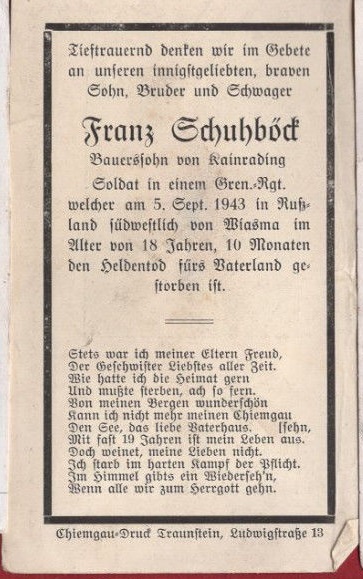 Tieftrauernd denken wir im Gebete
an unseren innigstgeliebten, braven
Sohn, Bruder und Schwager
Franz Schuhböck
Bauerssohn von Kainrading
Soldat in einem Gren.-Rgt.
welcher am 5. Sept. 1943 in Ruß-
land südwestlich von Wiasma im
Alter von 18 Jahren, 10 Monaten
den Heldentod fürs Vaterland ge-
storben ist.
Stets war ich meiner Eltern Freud,
Der Geschwister Liebstes aller Zeit.
Wie hatte ich die Heimat gern
Und mußte sterben, ach so fern.
Von meinen Bergen wunderschön
Kann ich nicht mehr meinen Chiemgau
Den See, das liebe Vaterhaus. [sehn,
Mit fast 19 Jahren ist mein Leben aus.
Doch weinet, meine Lieben nicht.
Ich starb im harten Kampf der Pflicht.
Im Himmel gibts ein Wiederseh'n,
Wenn alle wir zum Herrgott gehn.
Chiemgau-Druck Traunstein, Ludwigstraße 13